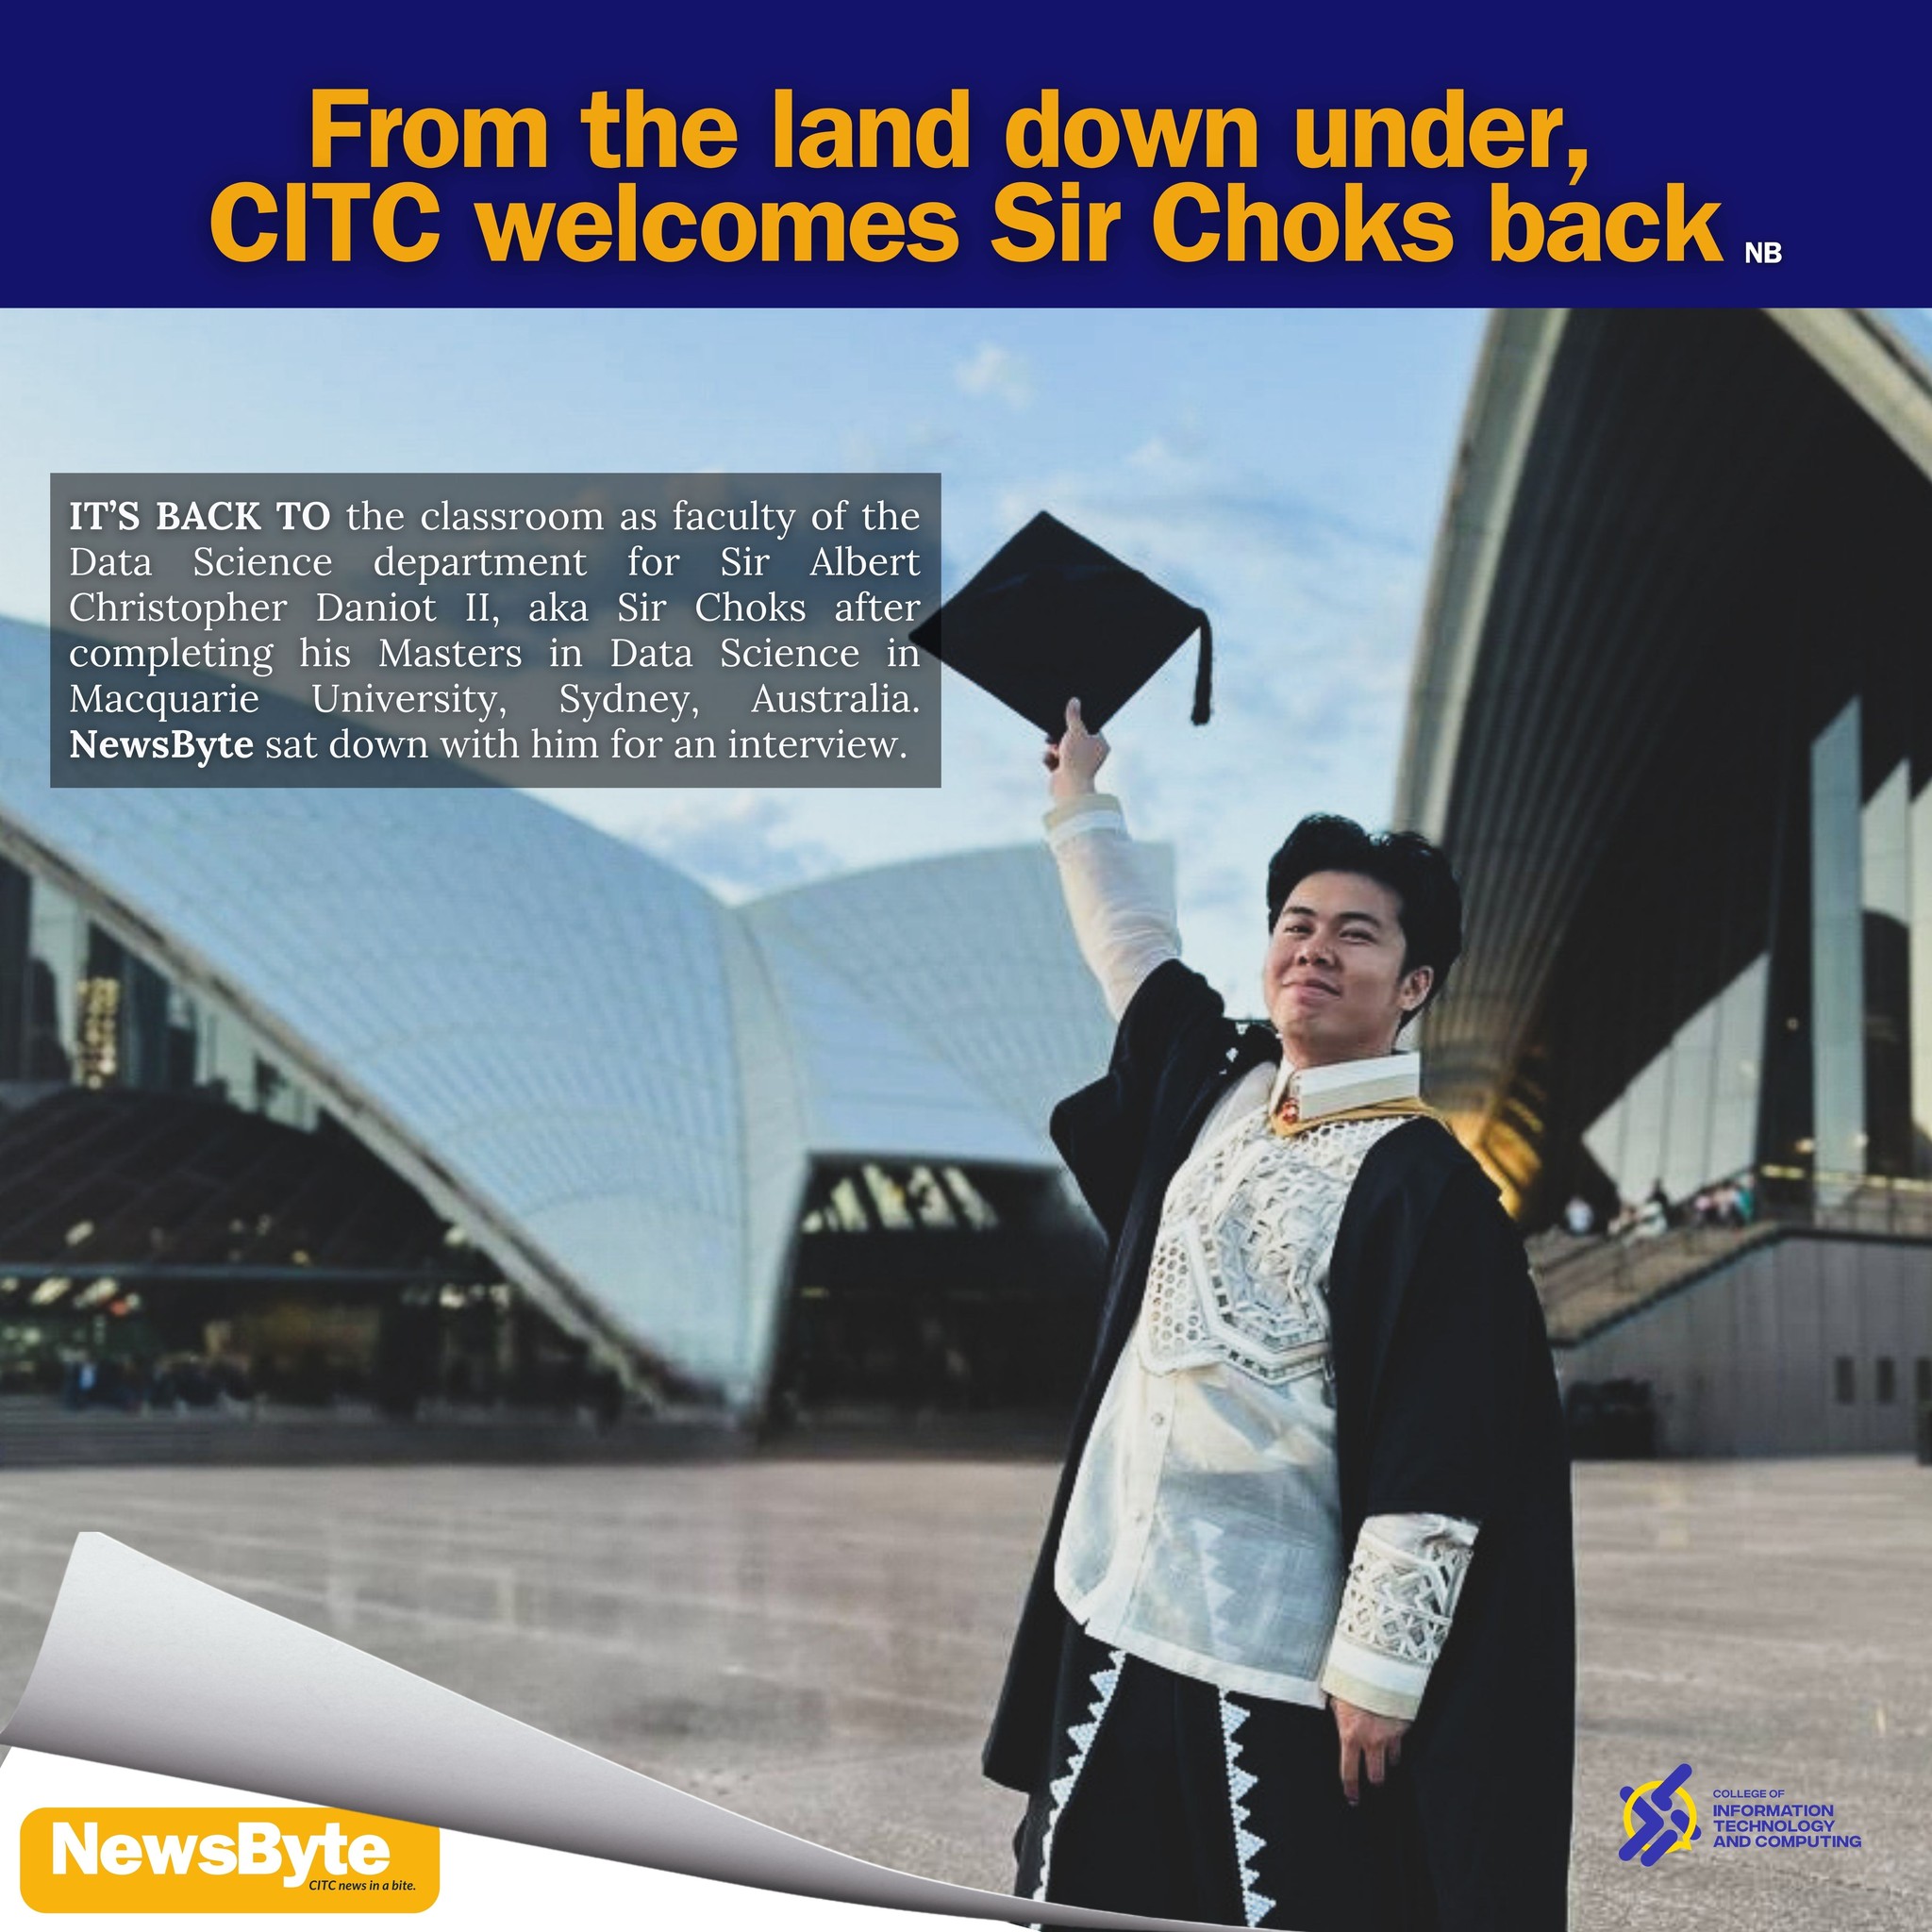 From the land down under,
CITC welcomes Sir Choks back NB
IT’S BACK TO the classroom as faculty of the
Data Science department for Sir Albert
Christopher Daniot II, aka Sir Choks after
completing his Masters in Data Science in
Macquarie University, Sydney, Australia.
NewsByte sat down with him for an interview.
NewsByte
CITC news in a bite.
COLLEGE OF
INFORMATION
TECHNOLOGY
AND COMPUTING